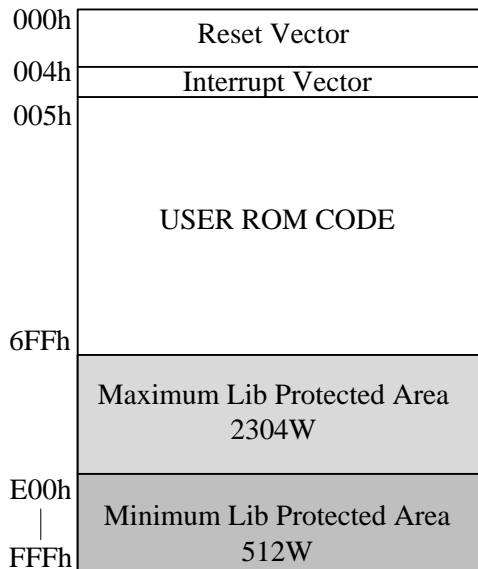 000h
Reset Vector
004h
Interrupt Vector
005h
USER ROM CODE
6FFh
Maximum Lib Protected Area
2304W
E00h
|
FFFh
Minimum Lib Protected Area
512W